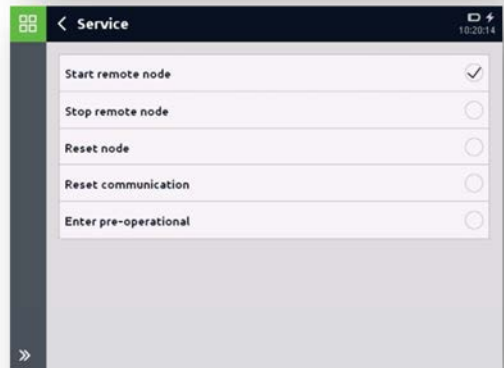 Service
10:20:14
Start remote node
Stop remote node
Reset node
Reset communication
Enter pre-operational